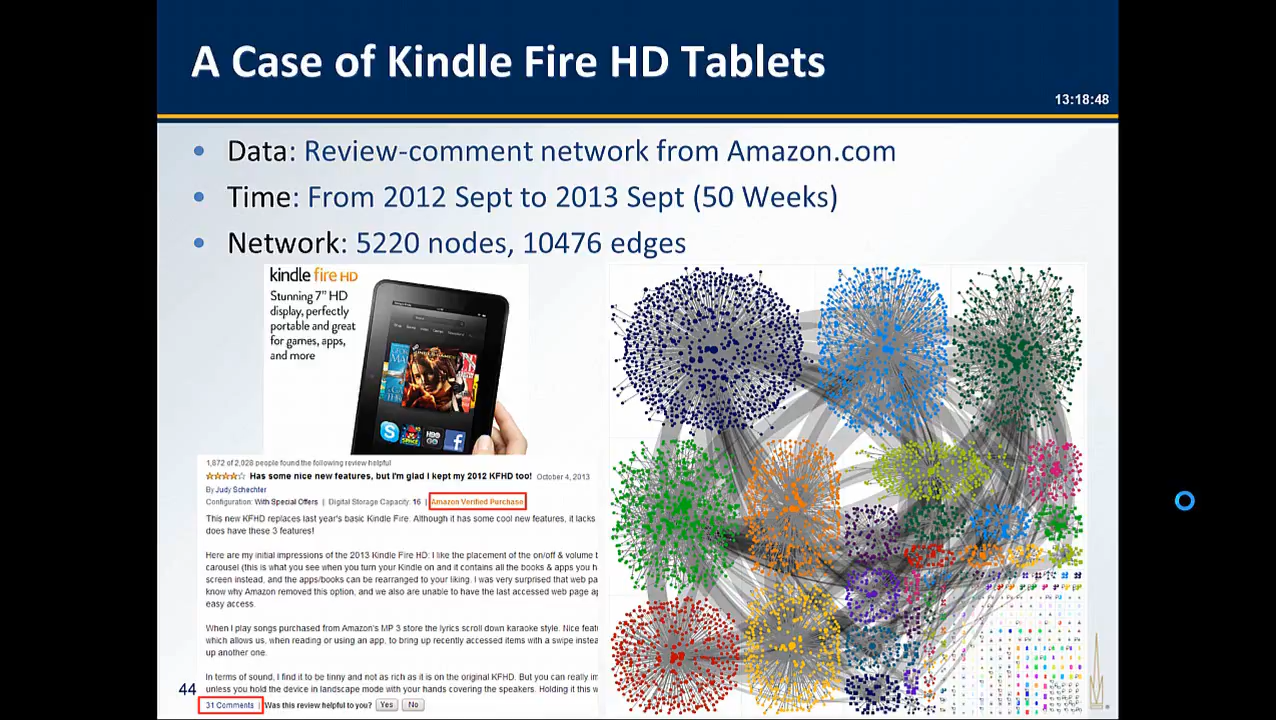 A Case of Kindle Fire HD Tablets
13:18:48
• Data: Review-comment network from Amazon.com
• Time: From 2012 Sept to 2013 Sept (50 Weeks)
• Network: 5220 nodes, 10476 edges
kindle fire HD
Stunning 7" HD
display, perfectly
portable and great
for games, apps,
and more
1,872 of 2,028 people found the following review helpful
Has some nice new features, but I'm glad I kept my 2012 KFHD too! October 4, 2013
By Judy Schechter
Configuration: With Special Offers | Digital Storage Capacity: 16 | Amazon Verified Purchase
This new KFHD replaces last year's basic Kindle Fire. Although it has some cool new features, it lacks
does have these 3 features!
Here are my initial impressions of the 2013 Kindle Fire HD: I like the placement of the on/off & volume b
carousel (this is what you see when you turn your Kindle on and it contains all the books & apps you h
screen instead, and the apps/books can be rearranged to your liking. I was very surprised that web pa
know why Amazon removed this option, and we also are unable to have the last accessed web page a
easy access.
When I play songs purchased from Amazon's MP 3 store the lyrics scroll down karaoke style. Nice feat
which allows us, when reading or using an app, to bring up recently accessed items with a swipe instea
up another one.
In terms of sound, I find it to be tinny and not as rich as it is on the original KFHD. But you can really im
unless you hold the device in landscape mode with your hands covering the speakers. Holding it this w
44
31 Comments | Was this review helpful to you? Yes No